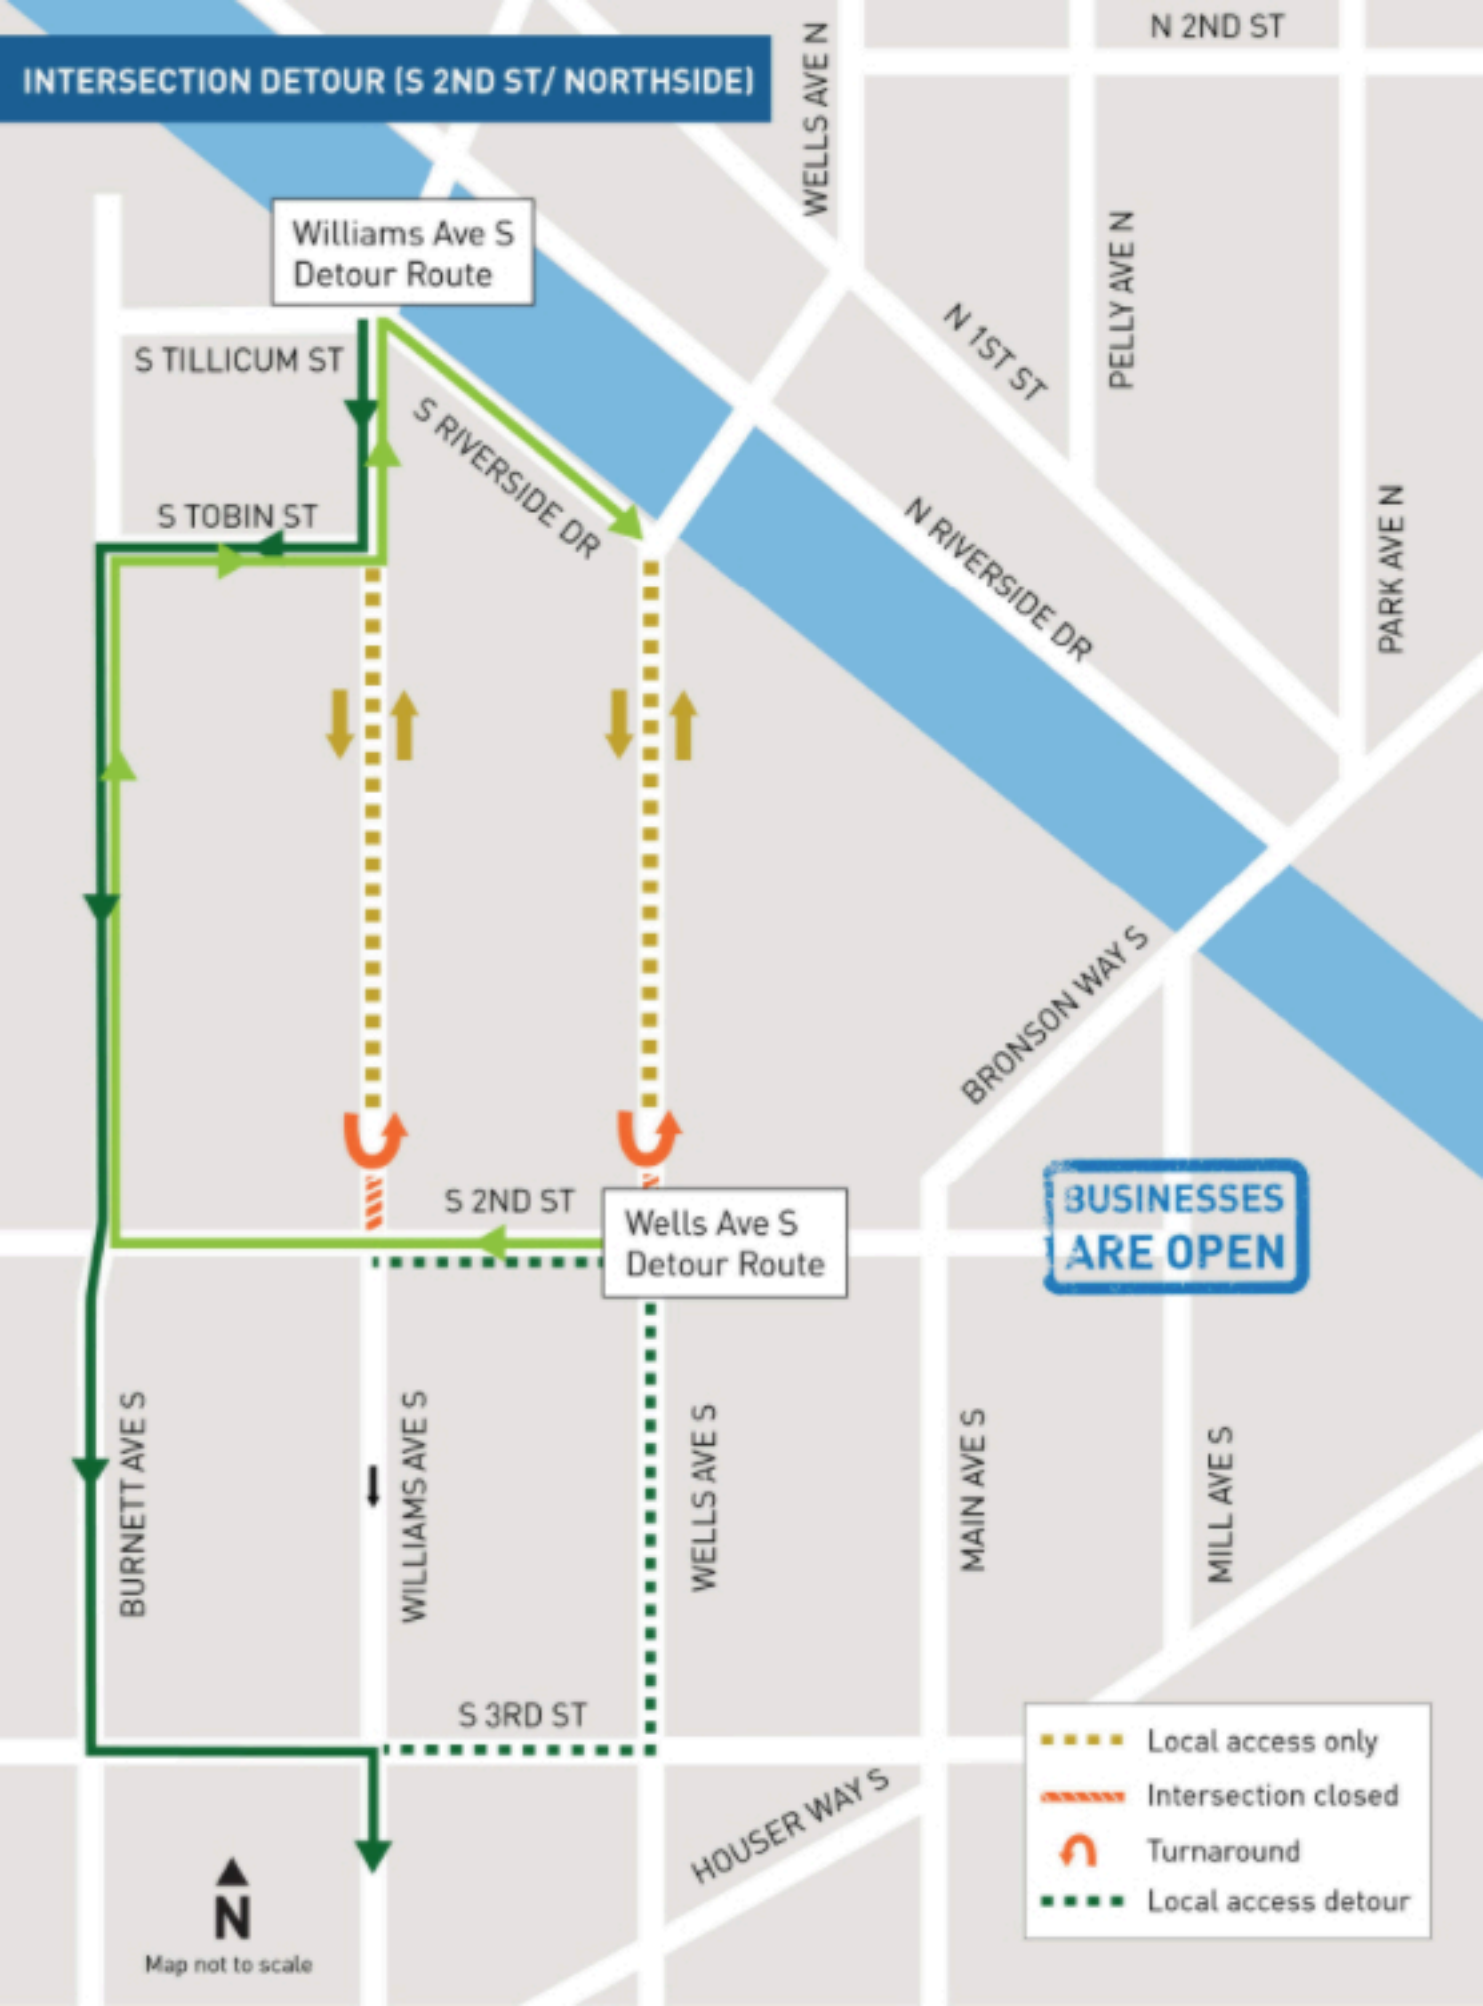 INTERSECTION DETOUR (S 2ND ST/ NORTHSIDE)
N 2ND ST
WELLS AVE N
Williams Ave S
Detour Route
PELLY AVE N
N 1ST ST
S TILLICUM ST
S RIVERSIDE DR
S TOBIN ST
N RIVERSIDE DR
PARK AVE N
BRONSON WAY S
S 2ND ST
Wells Ave S
Detour Route
BUSINESSES
ARE OPEN
BURNETT AVE S
WILLIAMS AVE S
WELLS AVE S
MAIN AVE S
MILL AVE S
S 3RD ST
HOUSER WAY S
Local access only
Intersection closed
Turnaround
Local access detour
N
Map not to scale